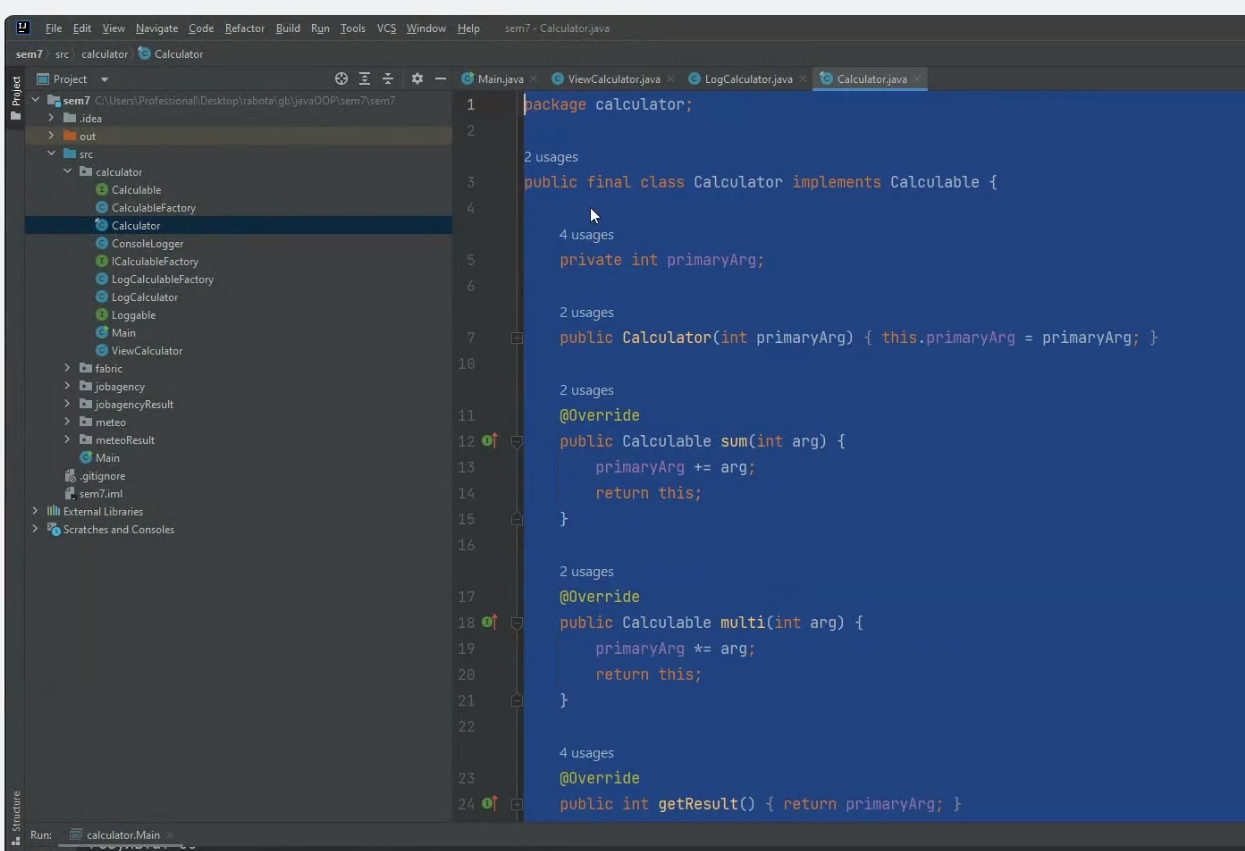 File Edit View Navigate Code Refactor Build Run Tools VCS Window Help sem7 - Calculator.java
sem7 src calculator Calculator
Project
Project
Main.java ViewCalculator.java LogCalculator.java Calculator.java
sem7 C:\Users\Professional\Desktop\rabota\gb\javaOOP\sem7\sem7
.idea
out
src
calculator
Calculable
CalculableFactory
Calculator
ConsoleLogger
ICalculableFactory
LogCalculableFactory
LogCalculator
Loggable
Main
ViewCalculator
fabric
jobagency
jobagencyResult
meteo
meteoResult
Main
.gitignore
sem7.iml
External Libraries
Scratches and Consoles
1 package calculator;
2
2 usages
3 public final class Calculator implements Calculable {
4
4 usages
5 private int primaryArg;
6
2 usages
7 public Calculator(int primaryArg) { this.primaryArg = primaryArg; }
10
2 usages
11 @Override
12 public Calculable sum(int arg) {
13 primaryArg += arg;
14 return this;
15 }
16
2 usages
17 @Override
18 public Calculable multi(int arg) {
19 primaryArg *= arg;
20 return this;
21 }
22
4 usages
23 @Override
24 public int getResult() { return primaryArg; }
Structure
Run: calculator.Main